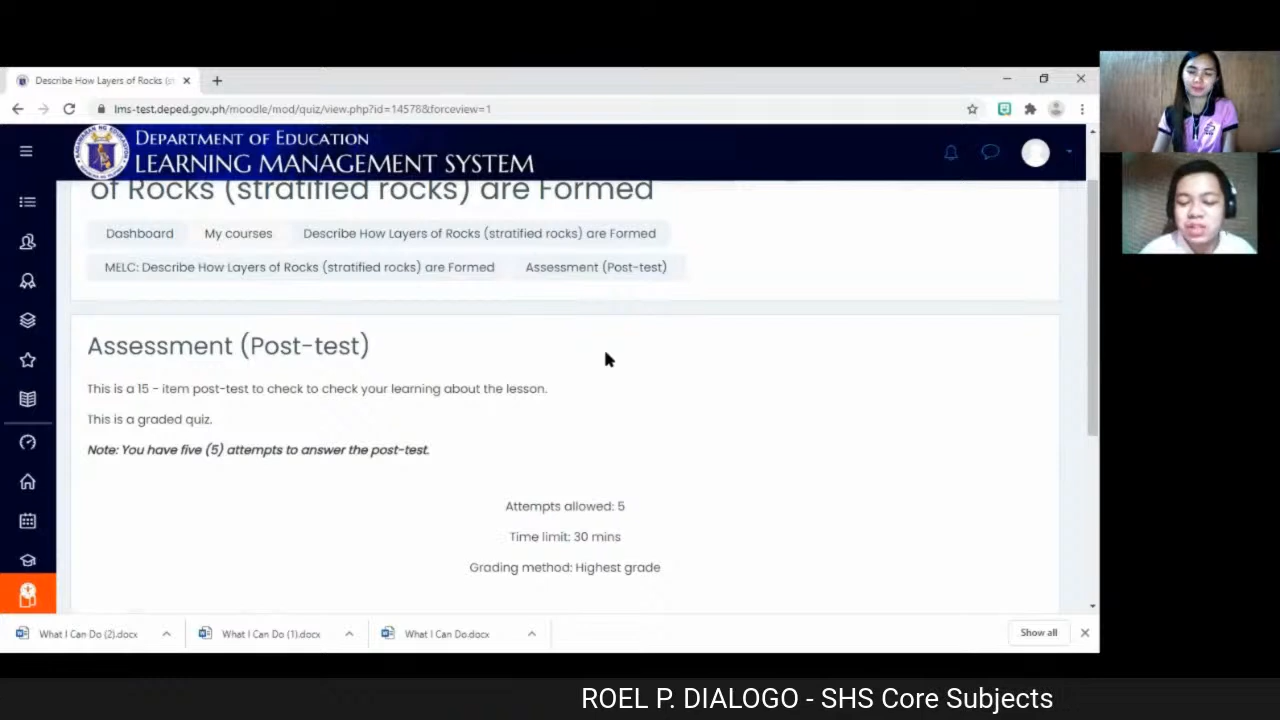 Describe How Layers of Rocks (st
lms-test.deped.gov.ph/moodle/mod/quiz/view.php?id=14578&forceview=1
DEPARTMENT OF EDUCATION
LEARNING MANAGEMENT SYSTEM
of Rocks (stratified rocks) are Formed
Dashboard My courses Describe How Layers of Rocks (stratified rocks) are Formed
MELC: Describe How Layers of Rocks (stratified rocks) are Formed Assessment (Post-test)
Assessment (Post-test)
This is a 15 - item post-test to check to check your learning about the lesson.
This is a graded quiz.
Note: You have five (5) attempts to answer the post-test.
Attempts allowed: 5
Time limit: 30 mins
Grading method: Highest grade
What I Can Do (2).docx What I Can Do (1).docx What I Can Do.docx Show all
ROEL P. DIALOGO - SHS Core Subjects